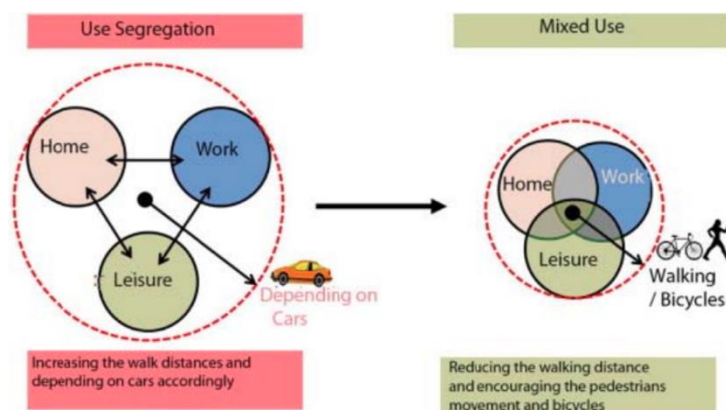 Use Segregation
Mixed Use
Home
Work
Leisure
Depending on
Cars
Home
Work
Leisure
Walking
/ Bicycles
Increasing the walk distances and
depending on cars accordingly
Reducing the walking distance
and encouraging the pedestrians
movement and bicycles